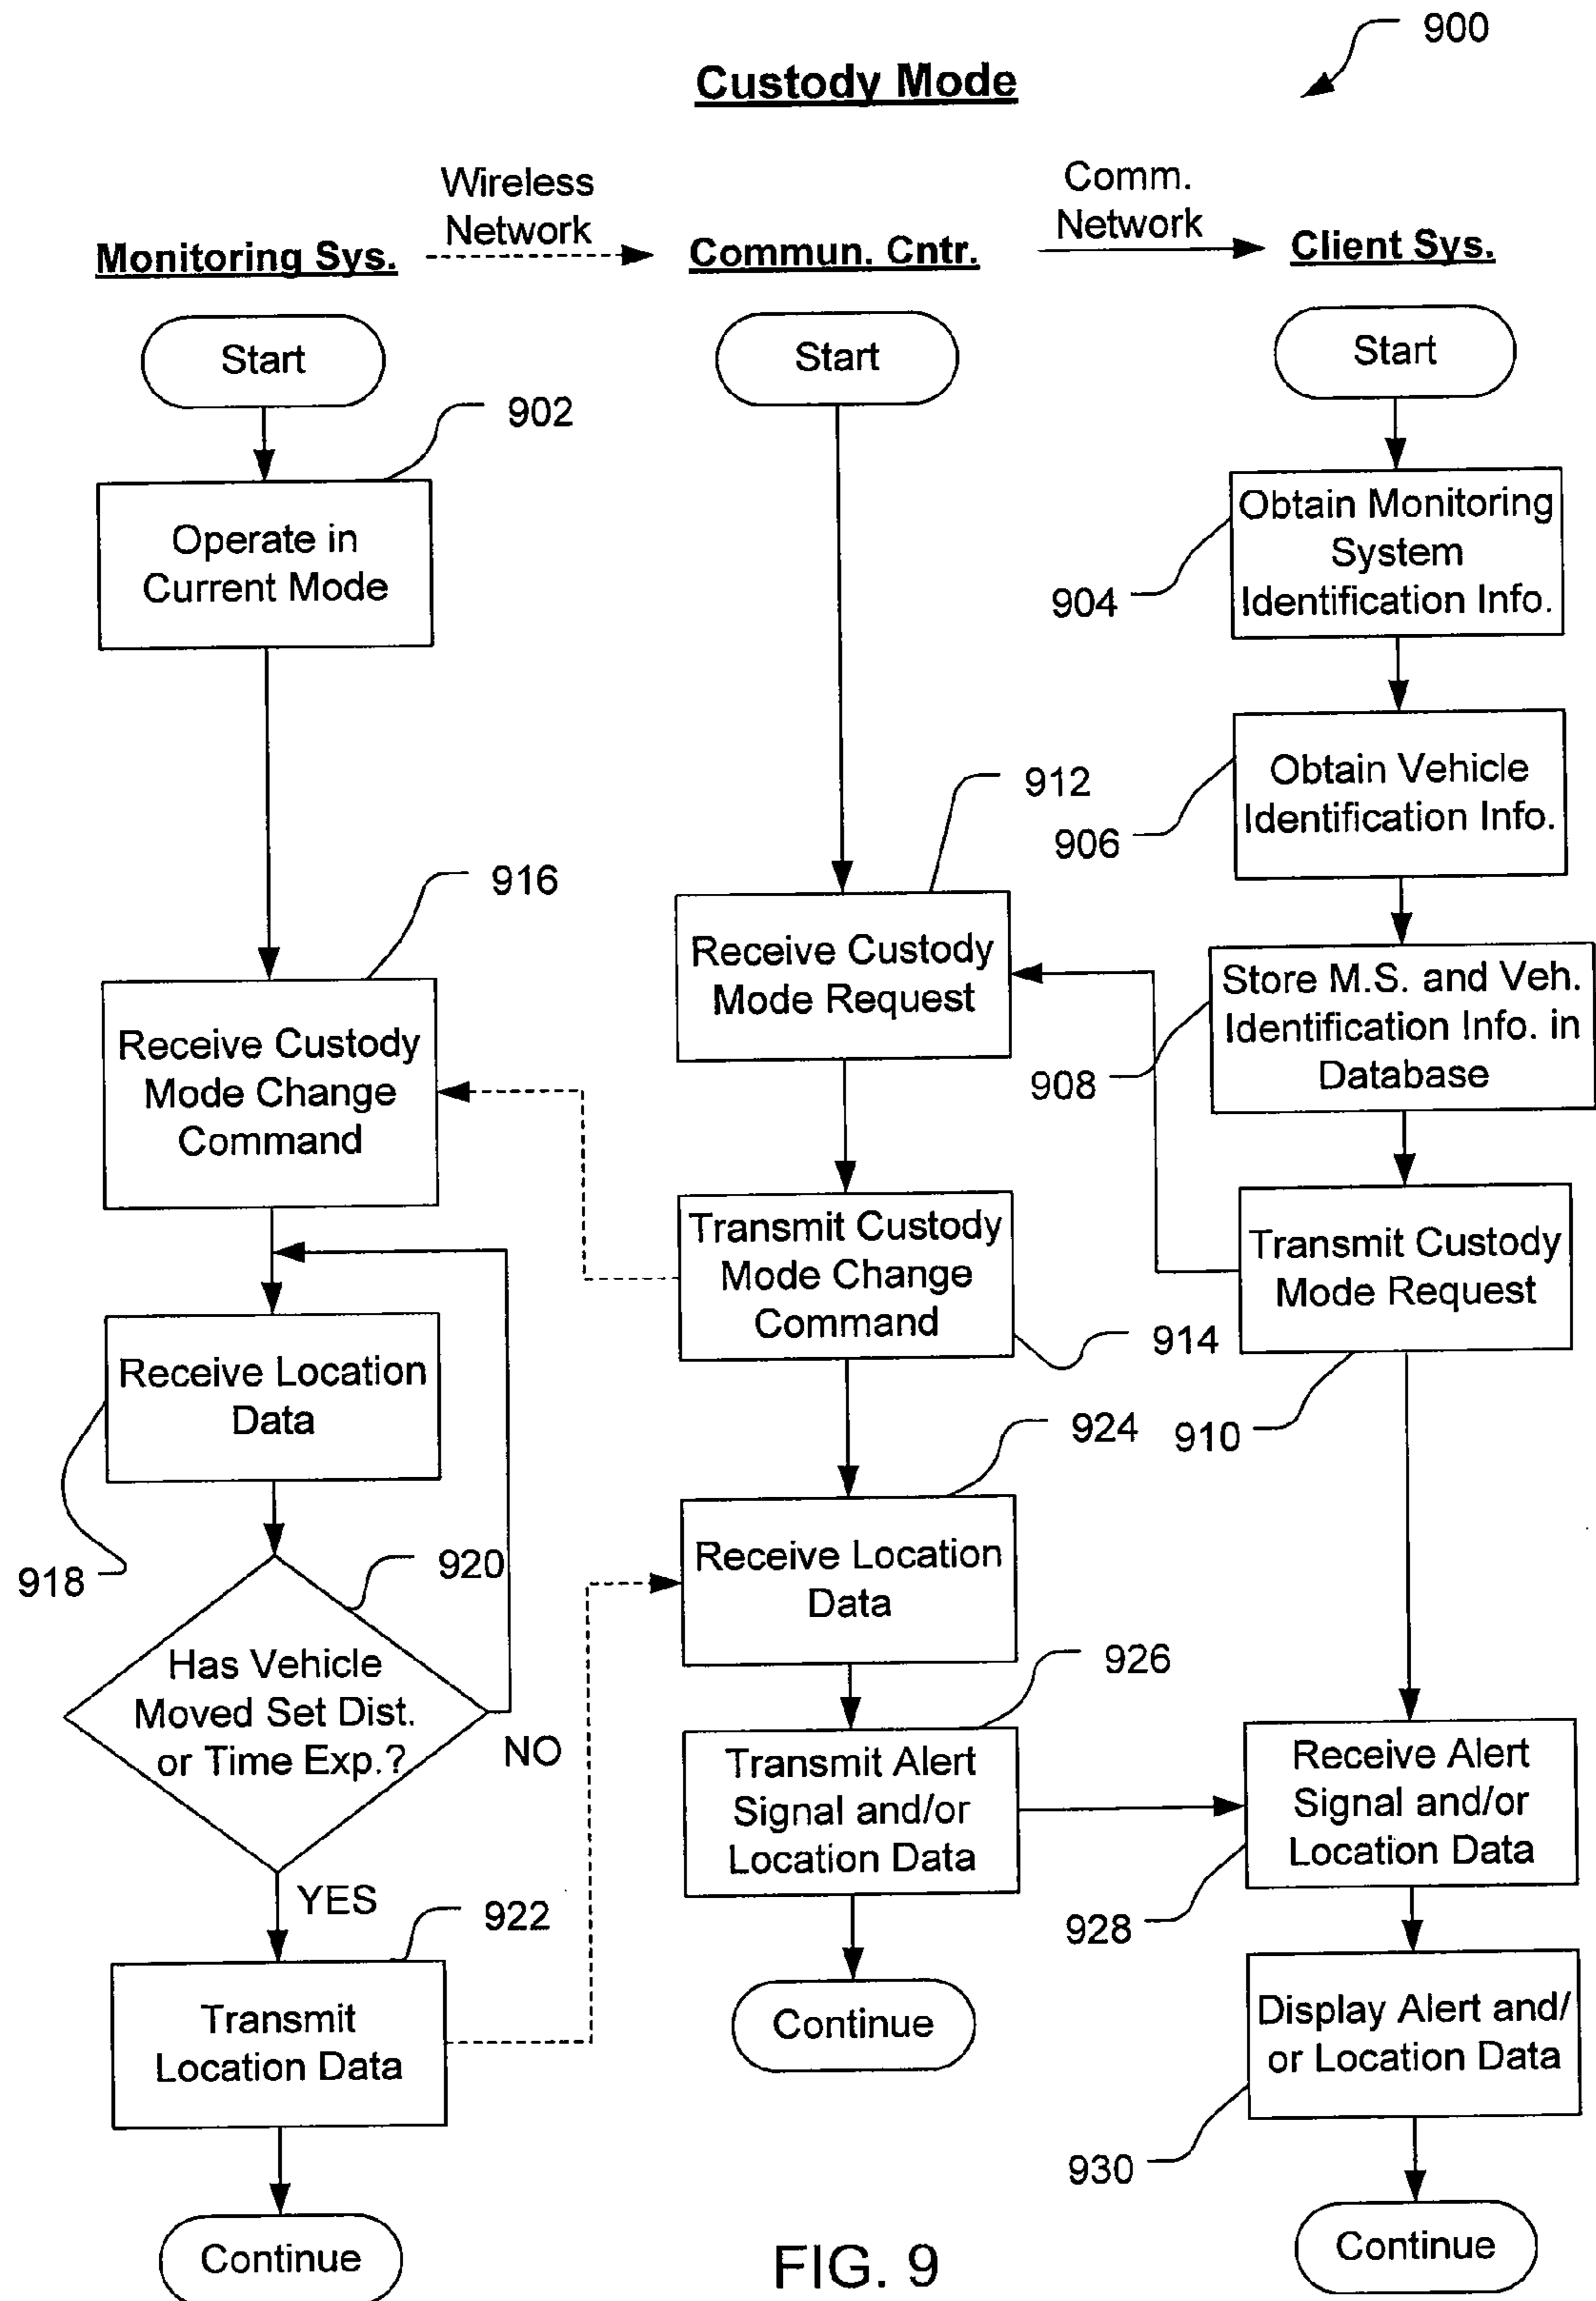 900
Custody Mode
Wireless
Network
Comm.
Network
Monitoring Sys.
Commun. Cntr.
Client Sys.
Start
Start
Start
902
Operate in
Current Mode
Obtain Monitoring
System
Identification Info.
904
Obtain Vehicle
Identification Info.
906
912
916
Receive Custody
Mode Request
Store M.S. and Veh.
Identification Info. in
Database
908
Receive Custody
Mode Change
Command
Transmit Custody
Mode Change
Command
914
Transmit Custody
Mode Request
910
Receive Location
Data
918
924
Receive Location
Data
920
Has Vehicle
Moved Set Dist.
or Time Exp.?
NO
YES
926
Transmit Alert
Signal and/or
Location Data
Receive Alert
Signal and/or
Location Data
928
922
Transmit
Location Data
Continue
Display Alert and/
or Location Data
930
Continue
Continue
FIG. 9